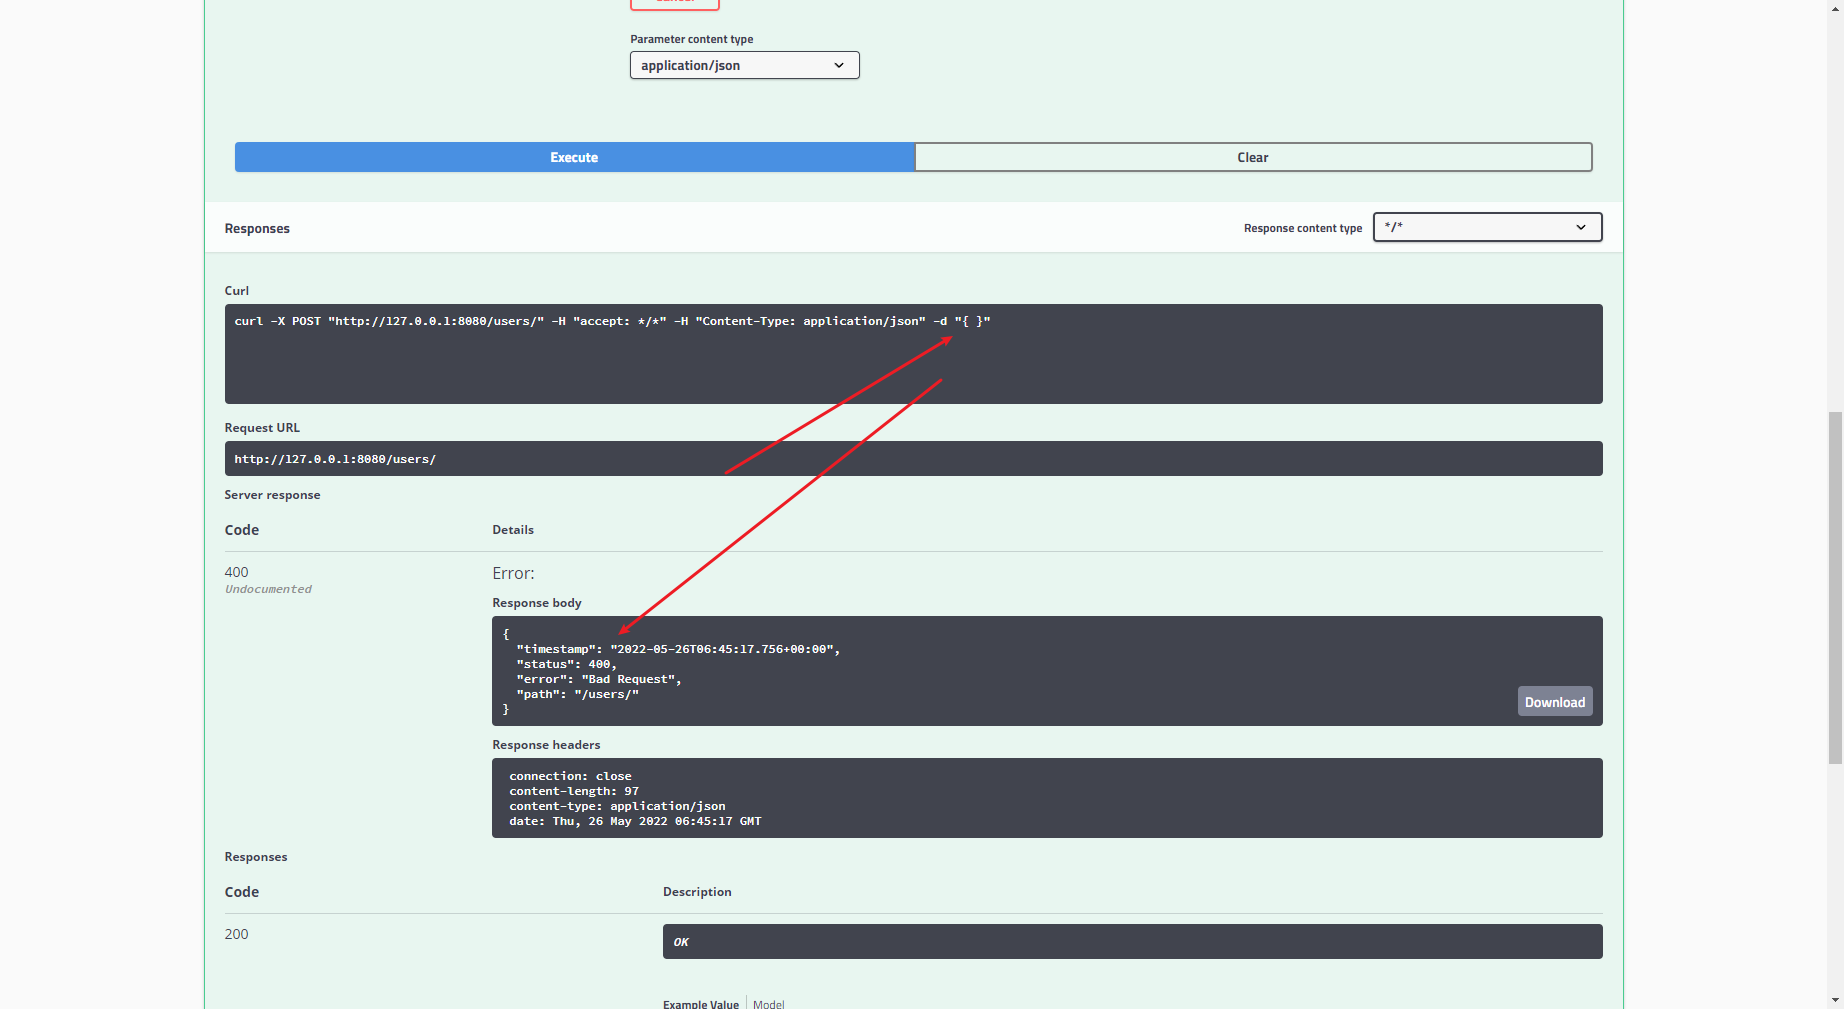 Parameter content type
application/json
Execute
Clear
Responses
Response content type
*/*
Curl
curl -X POST "http://127.0.0.1:8080/users/" -H "accept: */*" -H "Content-Type: application/json" -d "{ }"
Request URL
http://127.0.0.1:8080/users/
Server response
Code
Details
400
Undocumented
Error:
Response body
{
"timestamp": "2022-05-26T06:45:17.756+00:00",
"status": 400,
"error": "Bad Request",
"path": "/users/"
}
Download
Response headers
connection: close
content-length: 97
content-type: application/json
date: Thu, 26 May 2022 06:45:17 GMT
Responses
Code
Description
200
OK
Example Value
Model